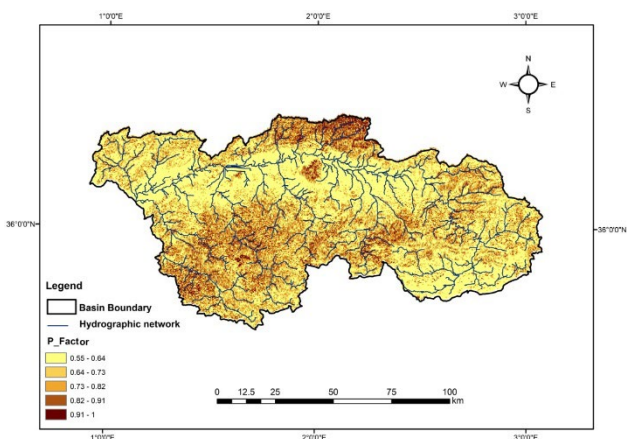 1°0'0"E 2°0'0"E 3°0'0"E
N
W E
S
36°0'0"N 36°0'0"N
Legend
Basin Boundary
Hydrographic network
P_Factor
0.55 - 0.64
0.64 - 0.73
0.73 - 0.82
0.82 - 0.91
0.91 - 1
0 12.5 25 50 75 100
km
1°0'0"E 2°0'0"E 3°0'0"E